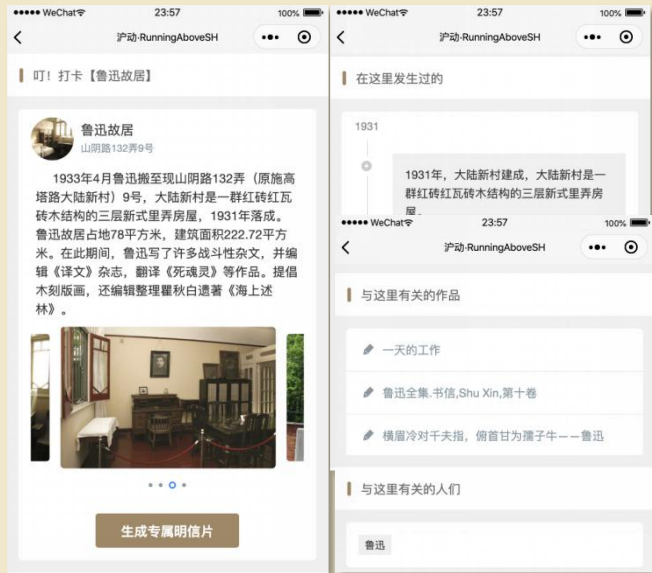 WeChat 23:57 100%
沪动·RunningAboveSH
叮！打卡【鲁迅故居】
鲁迅故居
山阴路132弄9号
1933年4月鲁迅搬至现山阴路132弄（原施高
塔路大陆新村）9号，大陆新村是一群红砖红瓦
砖木结构的三层新式里弄房屋，1931年落成。
鲁迅故居占地78平方米，建筑面积222.72平方
米。在此期间，鲁迅写了许多战斗性杂文，并编
辑《译文》杂志，翻译《死魂灵》等作品。提倡
木刻版画，还编辑整理瞿秋白遗著《海上述
林》。
生成专属明信片
WeChat 23:57 100%
沪动·RunningAboveSH
在这里发生过的
1931
1931年，大陆新村建成，大陆新村是一
群红砖红瓦砖木结构的三层新式里弄房
屋。
WeChat 23:57 100%
沪动·RunningAboveSH
与这里有关的作品
一天的工作
鲁迅全集.书信,Shu Xin,第十卷
横眉冷对千夫指，俯首甘为孺子牛——鲁迅
与这里有关的人们
鲁迅